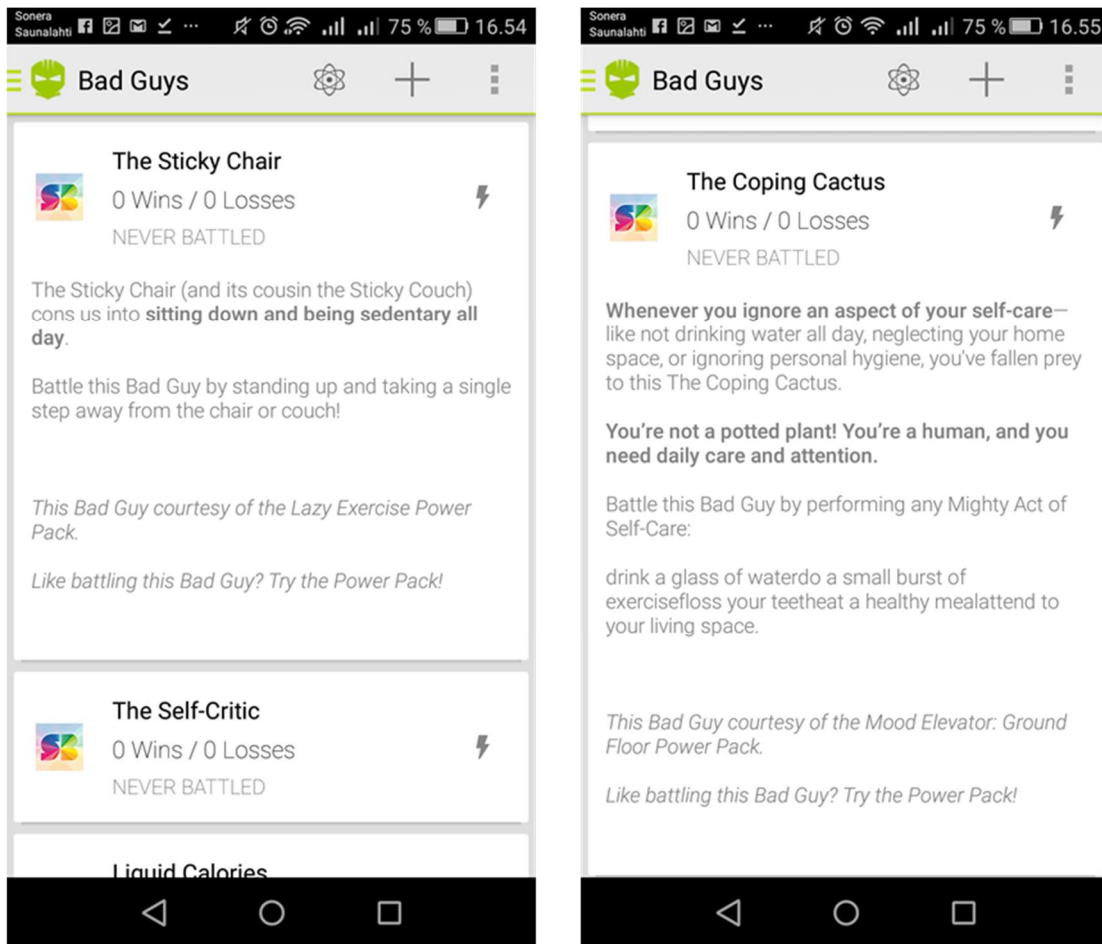 Sonera
Saunalahti
75 %
16.54
Bad Guys
The Sticky Chair
0 Wins / 0 Losses
NEVER BATTLED
The Sticky Chair (and its cousin the Sticky Couch)
cons us into sitting down and being sedentary all
day.
Battle this Bad Guy by standing up and taking a single
step away from the chair or couch!
This Bad Guy courtesy of the Lazy Exercise Power
Pack.
Like battling this Bad Guy? Try the Power Pack!
The Self-Critic
0 Wins / 0 Losses
NEVER BATTLED
Liquid Calories
Sonera
Saunalahti
75 %
16.55
Bad Guys
The Coping Cactus
0 Wins / 0 Losses
NEVER BATTLED
Whenever you ignore an aspect of your self-care—
like not drinking water all day, neglecting your home
space, or ignoring personal hygiene, you've fallen prey
to this The Coping Cactus.
You’re not a potted plant! You’re a human, and you
need daily care and attention.
Battle this Bad Guy by performing any Mighty Act of
Self-Care:
drink a glass of waterdo a small burst of
exercisefloss your teetheat a healthy mealattend to
your living space.
This Bad Guy courtesy of the Mood Elevator: Ground
Floor Power Pack.
Like battling this Bad Guy? Try the Power Pack!